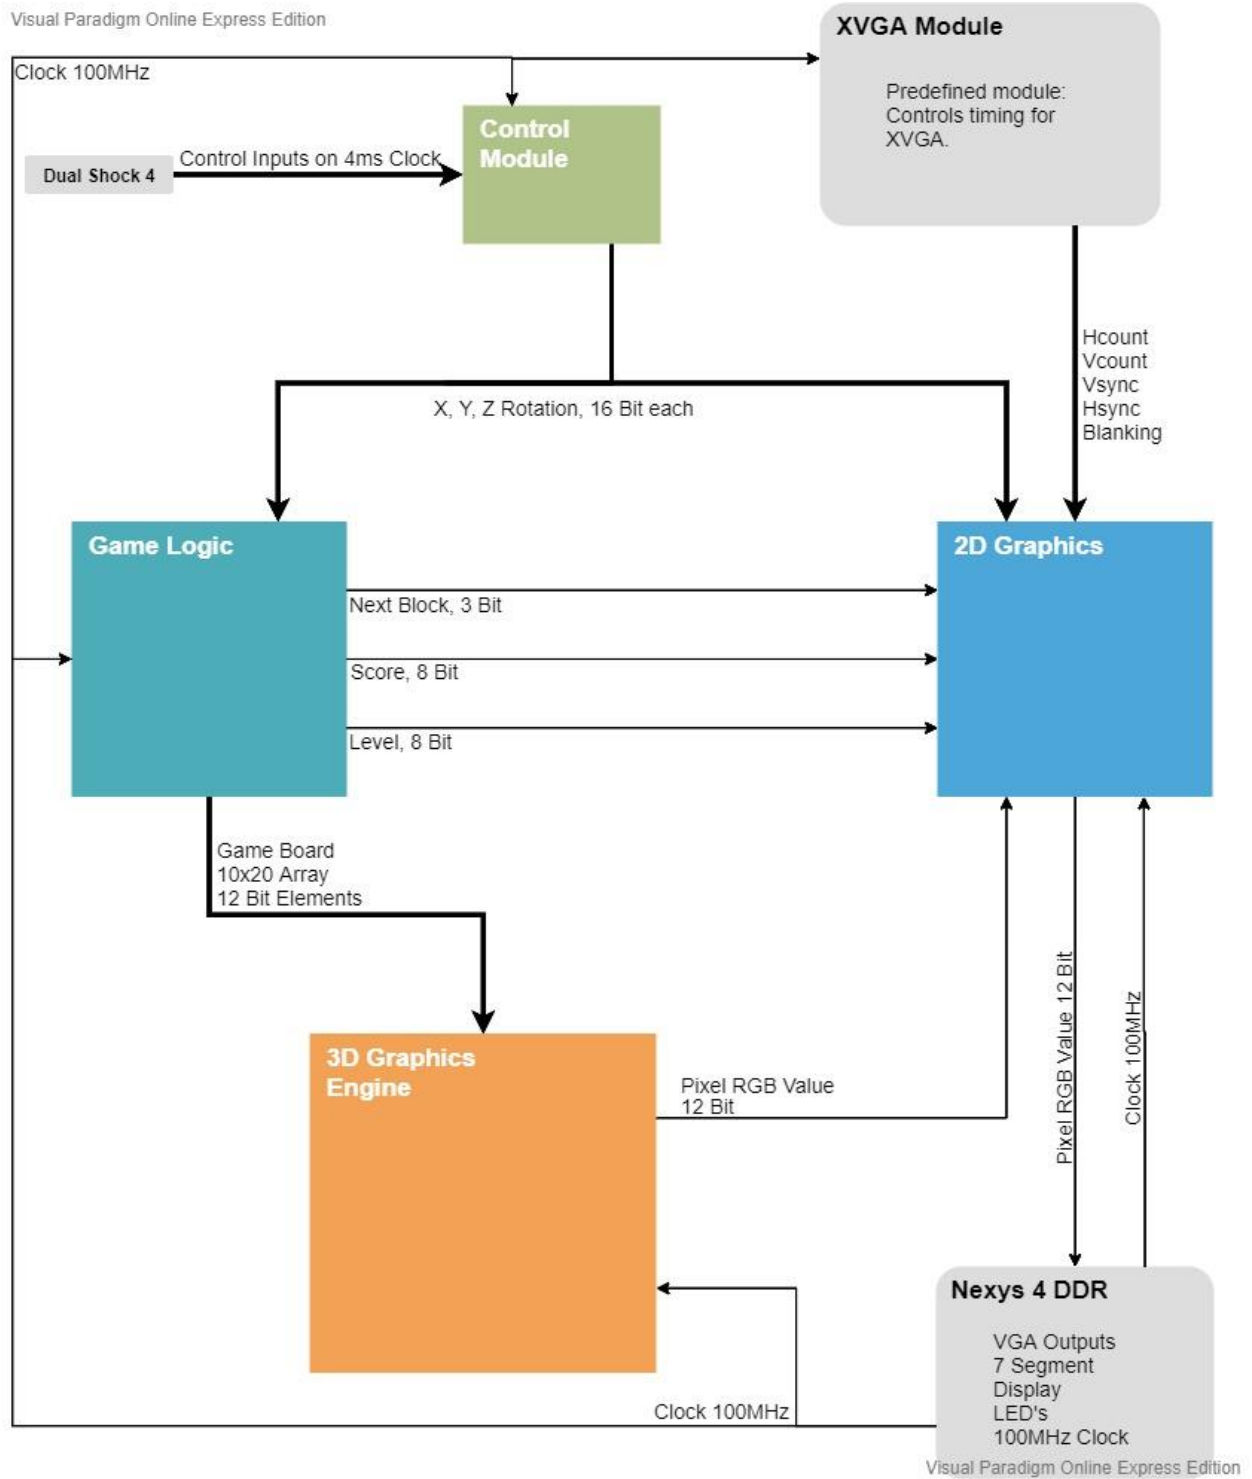 Visual Paradigm Online Express Edition
XVGA Module
Predefined module:
Controls timing for
XVGA.
Clock 100MHz
Control
Module
Control Inputs on 4ms Clock
Dual Shock 4
Hcount
Vcount
Vsync
Hsync
Blanking
X, Y, Z Rotation, 16 Bit each
Game Logic
2D Graphics
Next Block, 3 Bit
Score, 8 Bit
Level, 8 Bit
Game Board
10x20 Array
12 Bit Elements
Pixel RGB Value 12 Bit
Clock 100MHz
3D Graphics
Engine
Pixel RGB Value
12 Bit
Nexys 4 DDR
VGA Outputs
7 Segment
Display
LED's
100MHz Clock
Clock 100MHz
Visual Paradigm Online Express Edition